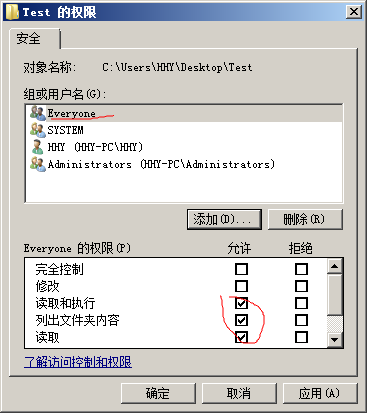 Test 的权限
安全
对象名称: C:\Users\HHY\Desktop\Test
组或用户名(G):
Everyone
SYSTEM
HHY (HHY-PC\HHY)
Administrators (HHY-PC\Administrators)
添加(D)... 删除(R)
Everyone 的权限(P) 允许 拒绝
完全控制
修改
读取和执行
列出文件夹内容
读取
了解访问控制和权限
确定 取消 应用(A)